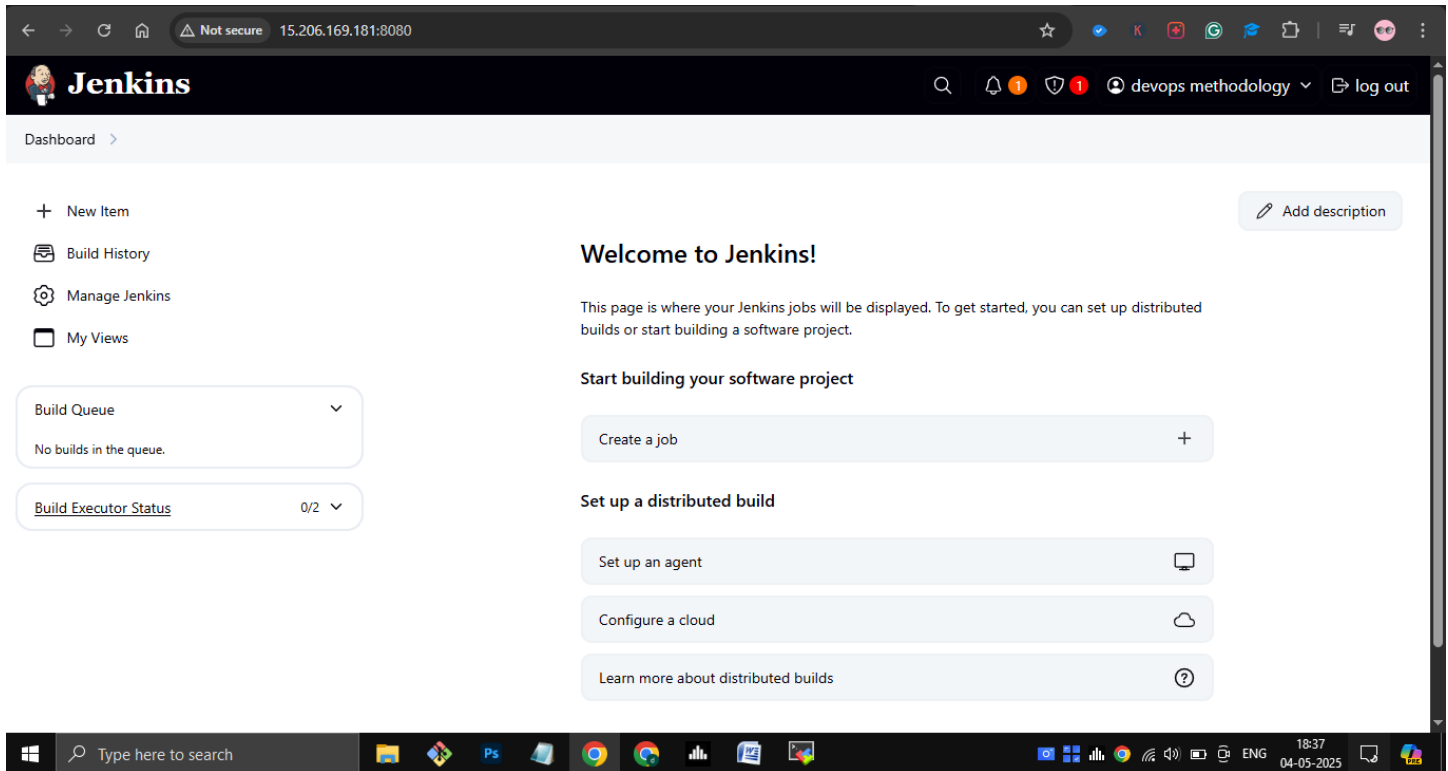 Not secure 15.206.169.181:8080
K
Jenkins
1 1 devops methodology log out
Dashboard
New Item
Add description
Build History
Welcome to Jenkins!
Manage Jenkins
This page is where your Jenkins jobs will be displayed. To get started, you can set up distributed
builds or start building a software project.
My Views
Start building your software project
Build Queue
Create a job
No builds in the queue.
Set up a distributed build
Build Executor Status 0/2
Set up an agent
Configure a cloud
Learn more about distributed builds
Type here to search
Ps
ENG
18:37
04-05-2025
PRE